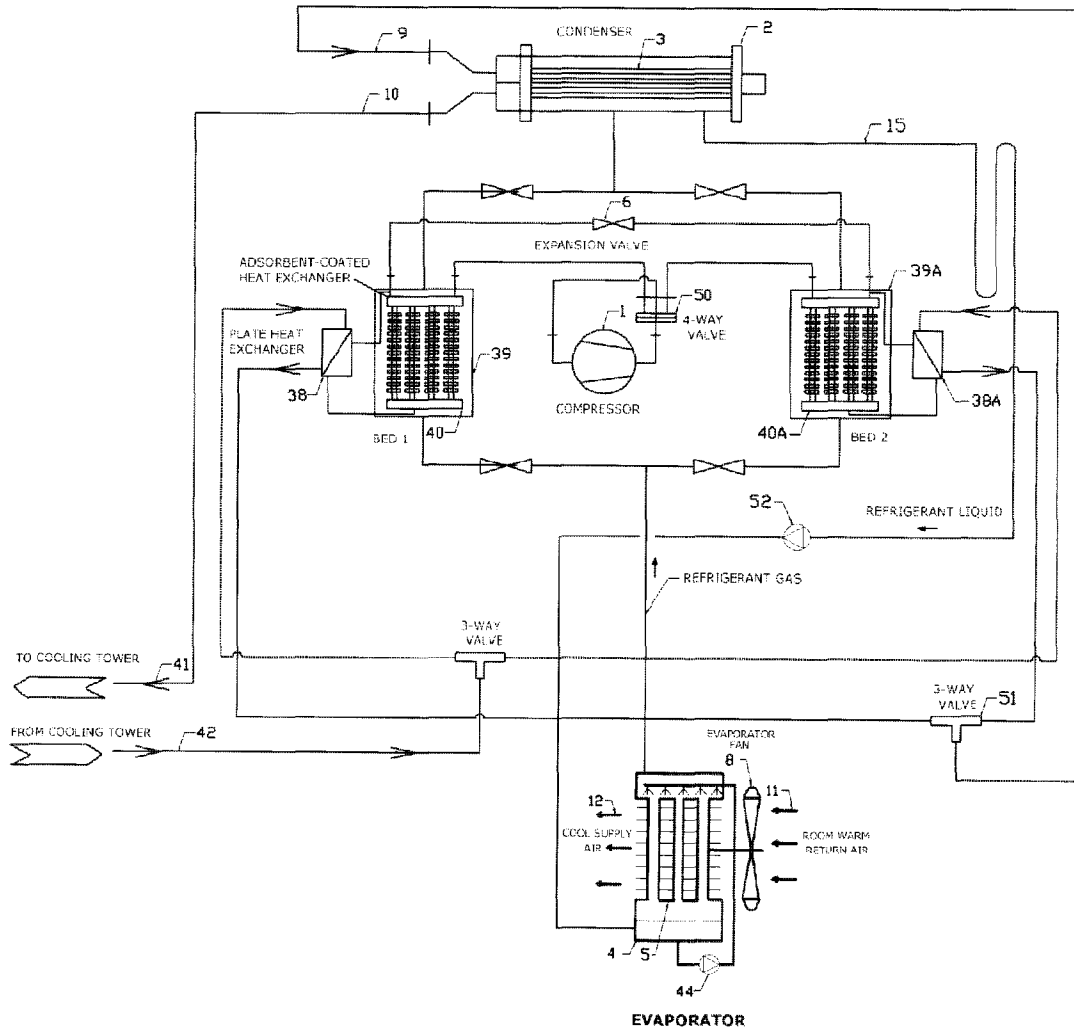 9
CONDENSER
3
2
10
15
6
EXPANSION VALVE
ADSORBENT-COATED
HEAT EXCHANGER
39A
1
50
4-WAY
VALVE
PLATE HEAT
EXCHANGER
39
38
COMPRESSOR
38A
40
40A
BED 1
BED 2
52
REFRIGERANT LIQUID
REFRIGERANT GAS
3-WAY
VALVE
TO COOLING TOWER
41
3-WAY
VALVE
51
FROM COOLING TOWER
42
EVAPORATOR
FAN
8
12
11
COOL SUPPLY
AIR
ROOM WARM
RETURN AIR
4
5
44
EVAPORATOR